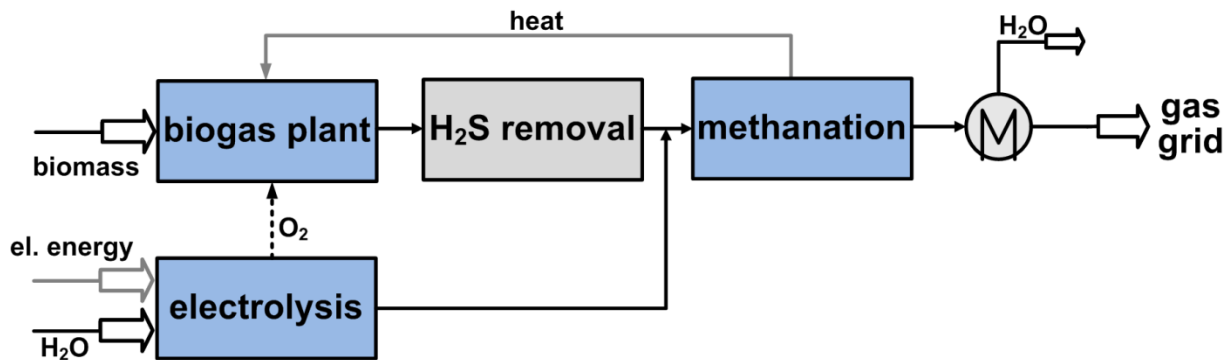 heat
H₂O
biogas plant
H₂S removal
methanation
gas
grid
biomass
O₂
el. energy
electrolysis
H₂O